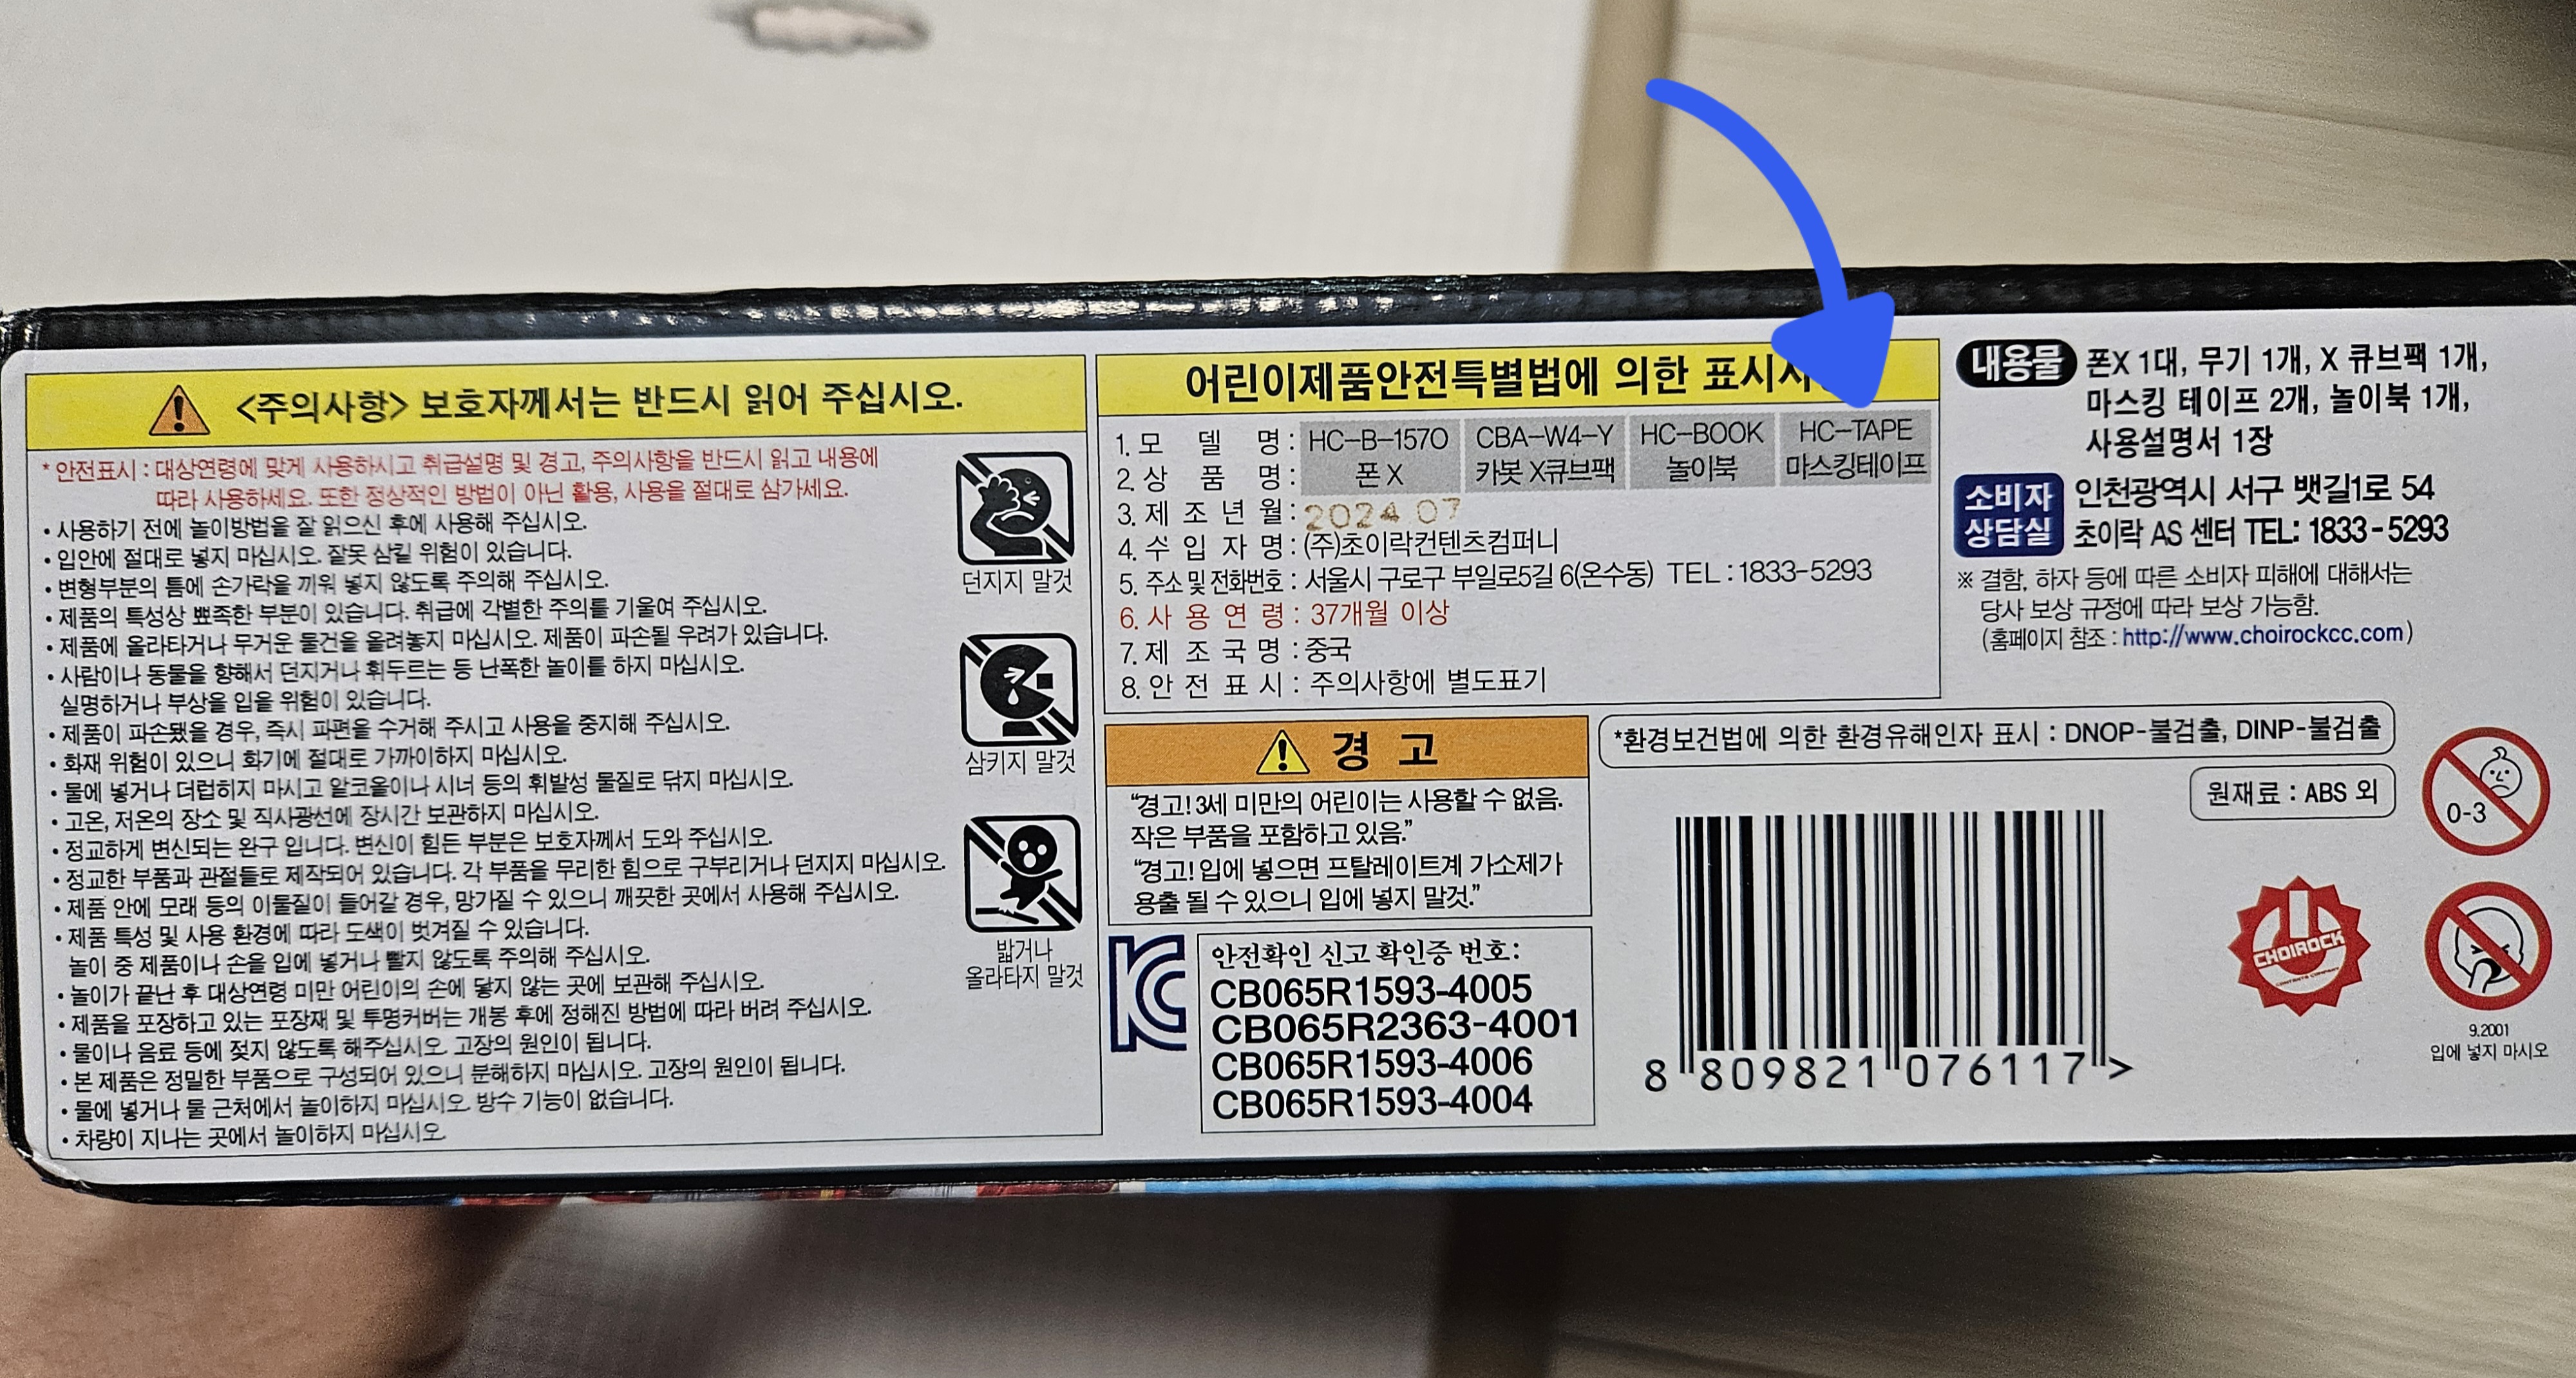 <주의사항> 보호자께서는 반드시 읽어 주십시오.
* 안전표시 : 대상연령에 맞게 사용하시고 취급설명 및 경고, 주의사항을 반드시 읽고 내용에
따라 사용하세요. 또한 정상적인 방법이 아닌 활용, 사용을 절대로 삼가세요.
• 사용하기 전에 놀이방법을 잘 읽으신 후에 사용해 주십시오.
• 입안에 절대로 넣지 마십시오. 잘못 삼킬 위험이 있습니다.
• 변형부분의 틈에 손가락을 끼워 넣지 않도록 주의해 주십시오.
• 제품의 특성상 뾰족한 부분이 있습니다. 취급에 각별한 주의를 기울여 주십시오.
• 제품에 올라타거나 무거운 물건을 올려놓지 마십시오. 제품이 파손될 우려가 있습니다.
• 사람이나 동물을 향해서 던지거나 휘두르는 등 난폭한 놀이를 하지 마십시오.
실명하거나 부상을 입을 위험이 있습니다.
• 제품이 파손됐을 경우, 즉시 파편을 수거해 주시고 사용을 중지해 주십시오.
• 화재 위험이 있으니 화기에 절대로 가까이하지 마십시오.
• 물에 넣거나 더럽히지 마시고 알코올이나 시너 등의 휘발성 물질로 닦지 마십시오.
• 고온, 저온의 장소 및 직사광선에 장시간 보관하지 마십시오.
• 정교하게 변신되는 완구 입니다. 변신이 힘든 부분은 보호자께서 도와 주십시오.
• 정교한 부품과 관절들로 제작되어 있습니다. 각 부품을 무리한 힘으로 구부리거나 던지지 마십시오.
• 제품 안에 모래 등의 이물질이 들어갈 경우, 망가질 수 있으니 깨끗한 곳에서 사용해 주십시오.
• 제품 특성 및 사용 환경에 따라 도색이 벗겨질 수 있습니다.
놀이 중 제품이나 손을 입에 넣거나 빨지 않도록 주의해 주십시오.
• 놀이가 끝난 후 대상연령 미만 어린이의 손에 닿지 않는 곳에 보관해 주십시오.
• 제품을 포장하고 있는 포장재 및 투명커버는 개봉 후에 정해진 방법에 따라 버려 주십시오.
• 물이나 음료 등에 젖지 않도록 해주십시오. 고장의 원인이 됩니다.
• 본 제품은 정밀한 부품으로 구성되어 있으니 분해하지 마십시오. 고장의 원인이 됩니다.
• 물에 넣거나 물 근처에서 놀이하지 마십시오. 방수 기능이 없습니다.
• 차량이 지나는 곳에서 놀이하지 마십시오.
던지지 말것
삼키지 말것
밟거나
올라타지 말것
어린이제품안전특별법에 의한
1. 모 델 명 : HC-B-1570 CBA-W4-Y HC-BOOK HC-TAPE
2. 상 품 명 : 폰 X 카봇 X큐브팩 놀이북 마스킹테이프
3. 제 조 년 월 : 2024 07
4. 수 입 자 명 : (주)초이락컨텐츠컴퍼니
5. 주소 및 전화번호 : 서울시 구로구 부일로5길 6(온수동) TEL : 1833-5293
6. 사 용 연 령 : 37개월 이상
7. 제 조 국 명 : 중국
8. 안 전 표 시 : 주의사항에 별도표기
경 고
“경고! 3세 미만의 어린이는 사용할 수 없음.
작은 부품을 포함하고 있음.”
“경고! 입에 넣으면 프탈레이트계 가소제가
용출 될 수 있으니 입에 넣지 말것.”
KC
안전확인 신고 확인증 번호:
CB065R1593-4005
CB065R2363-4001
CB065R1593-4006
CB065R1593-4004
내용물 폰X 1대, 무기 1개, X 큐브팩 1개,
마스킹 테이프 2개, 놀이북 1개,
사용설명서 1장
소비자 상담실
인천광역시 서구 뱃길1로 54
초이락 AS 센터 TEL: 1833-5293
※ 결함, 하자 등에 따른 소비자 피해에 대해서는
당사 보상 규정에 따라 보상 가능함.
(홈페이지 참조 : http://www.choirockcc.com)
*환경보건법에 의한 환경유해인자 표시 : DNOP-불검출, DINP-불검출
원재료 : ABS 외
0-3
8 809821 076117 >
CHOIROCK
CONTENTS COMPANY
9.2001
입에 넣지 마시오